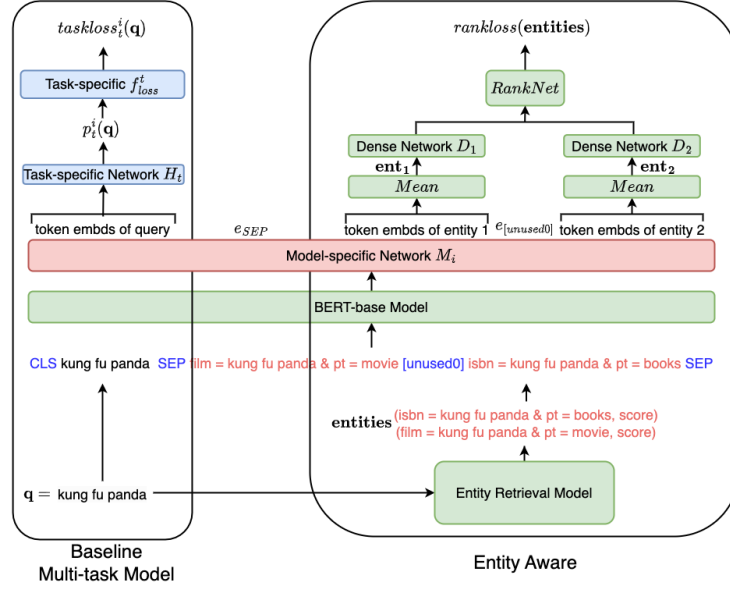 taskloss_t^i(q)
rankloss(entities)
Task-specific f_{loss}^t
RankNet
p_t^i(q)
Dense Network D_1
Dense Network D_2
ent_1
ent_2
Task-specific Network H_t
Mean
Mean
token embds of query
e_{SEP}
token embds of entity 1
e_{[unused0]}
token embds of entity 2
Model-specific Network M_i
BERT-base Model
CLS kung fu panda SEP film = kung fu panda & pt = movie [unused0] isbn = kung fu panda & pt = books SEP
entities
(isbn = kung fu panda & pt = books, score)
(film = kung fu panda & pt = movie, score)
q = kung fu panda
Entity Retrieval Model
Baseline
Multi-task Model
Entity Aware